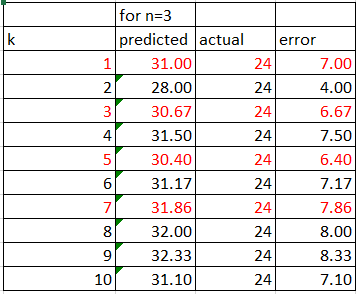 for n=3
k predicted actual error
1 31.00 24 7.00
2 28.00 24 4.00
3 30.67 24 6.67
4 31.50 24 7.50
5 30.40 24 6.40
6 31.17 24 7.17
7 31.86 24 7.86
8 32.00 24 8.00
9 32.33 24 8.33
10 31.10 24 7.10